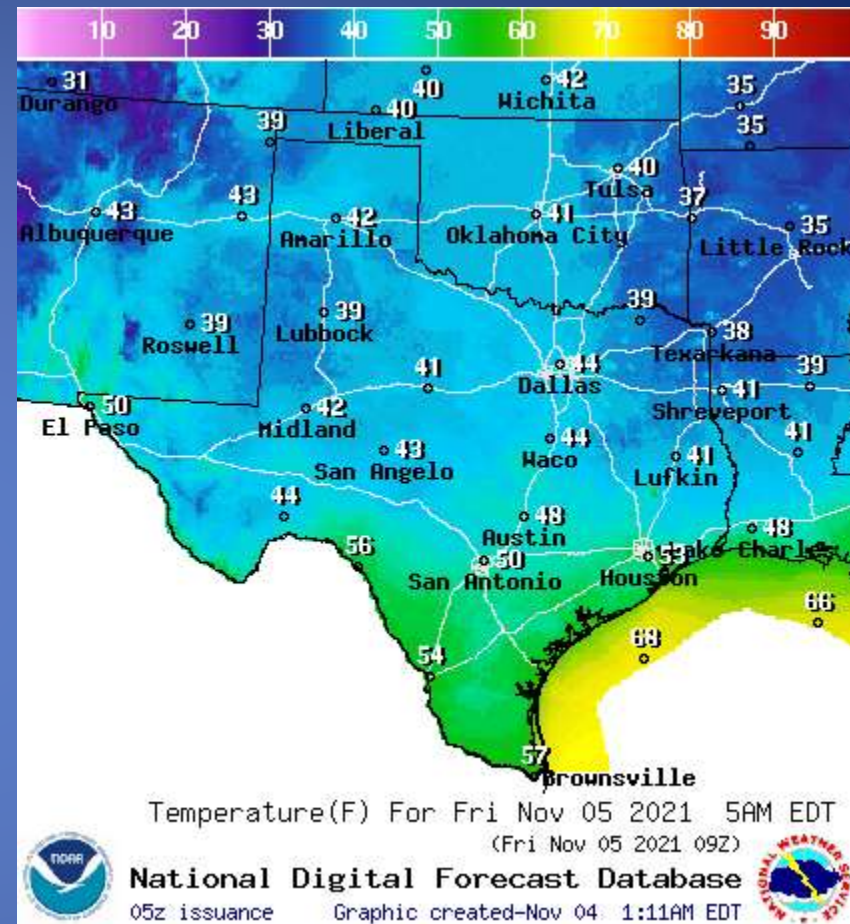 10 20 30 40 50 60 70 80 90
31
Durango
40
42
Wichita
40
Liberal
35
35
39
40
Tulsa
43
Albuquerque
43
42
Amarillo
41
Oklahoma City
37
35
Little Rock
39
Roswell
39
Lubbock
39
38
Texarkana
44
Dallas
41
50
El Paso
42
Midland
41
Shreveport
39
43
San Angelo
44
Waco
41
Lufkin
41
44
48
Austin
48
Lake Charles
56
50
San Antonio
53
Houston
66
68
54
57
Brownsville
Temperature(F) For Fri Nov 05 2021 5AM EDT
(Fri Nov 05 2021 09Z)
NOAA
National Digital Forecast Database
05z issuance Graphic created-Nov 04 1:11AM EDT
NATIONAL WEATHER SERVICE